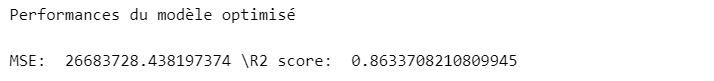 Performances du modèle optimisé
MSE:  26683728.438197374 \R2 score:  0.8633708210809945